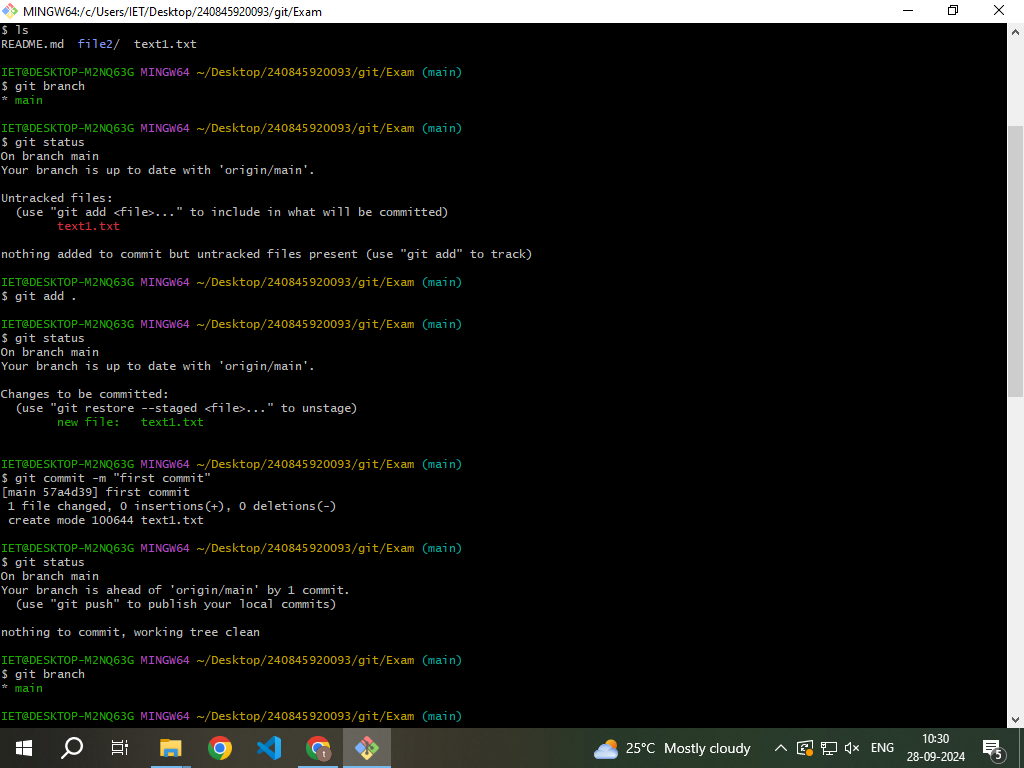 MINGW64:/c/Users/IET/Desktop/240845920093/git/Exam
$ ls
README.md  file2/  text1.txt
IET@DESKTOP-M2NQ63G MINGW64 ~/Desktop/240845920093/git/Exam (main)
$ git branch
* main
IET@DESKTOP-M2NQ63G MINGW64 ~/Desktop/240845920093/git/Exam (main)
$ git status
On branch main
Your branch is up to date with 'origin/main'.
Untracked files:
  (use "git add <file>..." to include in what will be committed)
        text1.txt
nothing added to commit but untracked files present (use "git add" to track)
IET@DESKTOP-M2NQ63G MINGW64 ~/Desktop/240845920093/git/Exam (main)
$ git add .
IET@DESKTOP-M2NQ63G MINGW64 ~/Desktop/240845920093/git/Exam (main)
$ git status
On branch main
Your branch is up to date with 'origin/main'.
Changes to be committed:
  (use "git restore --staged <file>..." to unstage)
        new file:   text1.txt
IET@DESKTOP-M2NQ63G MINGW64 ~/Desktop/240845920093/git/Exam (main)
$ git commit -m "first commit"
[main 57a4d39] first commit
 1 file changed, 0 insertions(+), 0 deletions(-)
 create mode 100644 text1.txt
IET@DESKTOP-M2NQ63G MINGW64 ~/Desktop/240845920093/git/Exam (main)
$ git status
On branch main
Your branch is ahead of 'origin/main' by 1 commit.
  (use "git push" to publish your local commits)
nothing to commit, working tree clean
IET@DESKTOP-M2NQ63G MINGW64 ~/Desktop/240845920093/git/Exam (main)
$ git branch
* main
IET@DESKTOP-M2NQ63G MINGW64 ~/Desktop/240845920093/git/Exam (main)
25°C  Mostly cloudy
ENG
10:30
28-09-2024
5